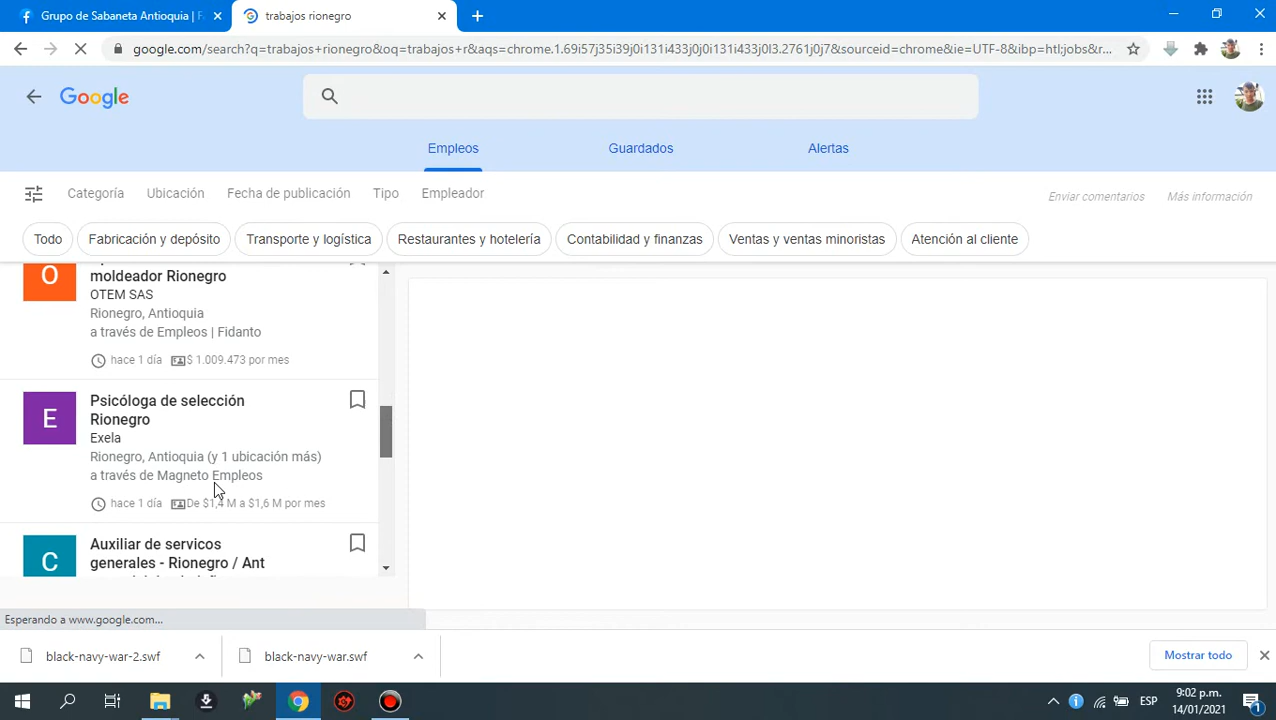 Grupo de Sabaneta Antioquia | F
trabajos rionegro
google.com/search?q=trabajos+rionegro&oq=trabajos+r&aqs=chrome.1.69i57j35i39j0i131i433j0j0i131i433j0l3.2761j0j7&sourceid=chrome&ie=UTF-8&ibp=htl;jobs&r...
Google
Empleos Guardados Alertas
Categoría Ubicación Fecha de publicación Tipo Empleador
Enviar comentarios Más información
Todo Fabricación y depósito Transporte y logística Restaurantes y hotelería Contabilidad y finanzas Ventas y ventas minoristas Atención al cliente
O
moldeador Rionegro
OTEM SAS
Rionegro, Antioquia
a través de Empleos | Fidanto
hace 1 día $ 1.009.473 por mes
E
Psicóloga de selección
Rionegro
Exela
Rionegro, Antioquia (y 1 ubicación más)
a través de Magneto Empleos
hace 1 día De $1,4 M a $1,6 M por mes
C
Auxiliar de servicos
generales - Rionegro / Ant
Esperando a www.google.com...
black-navy-war-2.swf black-navy-war.swf Mostrar todo
ESP
9:02 p.m.
14/01/2021
1